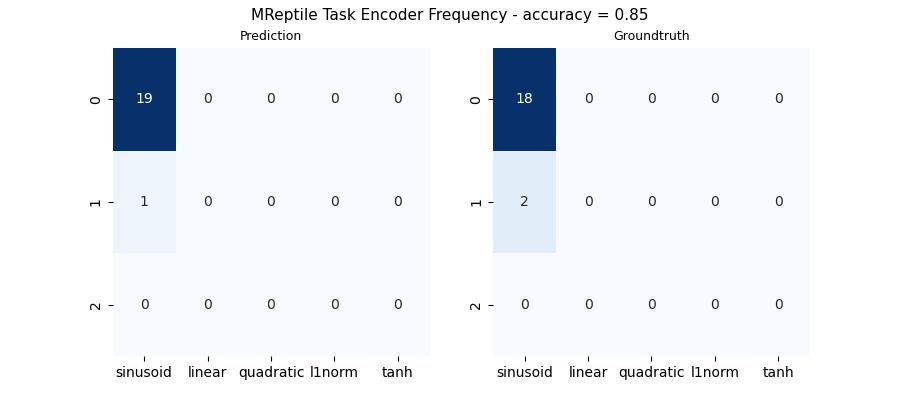 MReptile Task Encoder Frequency - accuracy = 0.85
Prediction
Groundtruth
0 19 0 0 0 0
1 1 0 0 0 0
2 0 0 0 0 0
sinusoid linear quadratic l1norm tanh
0 18 0 0 0 0
1 2 0 0 0 0
2 0 0 0 0 0
sinusoid linear quadratic l1norm tanh